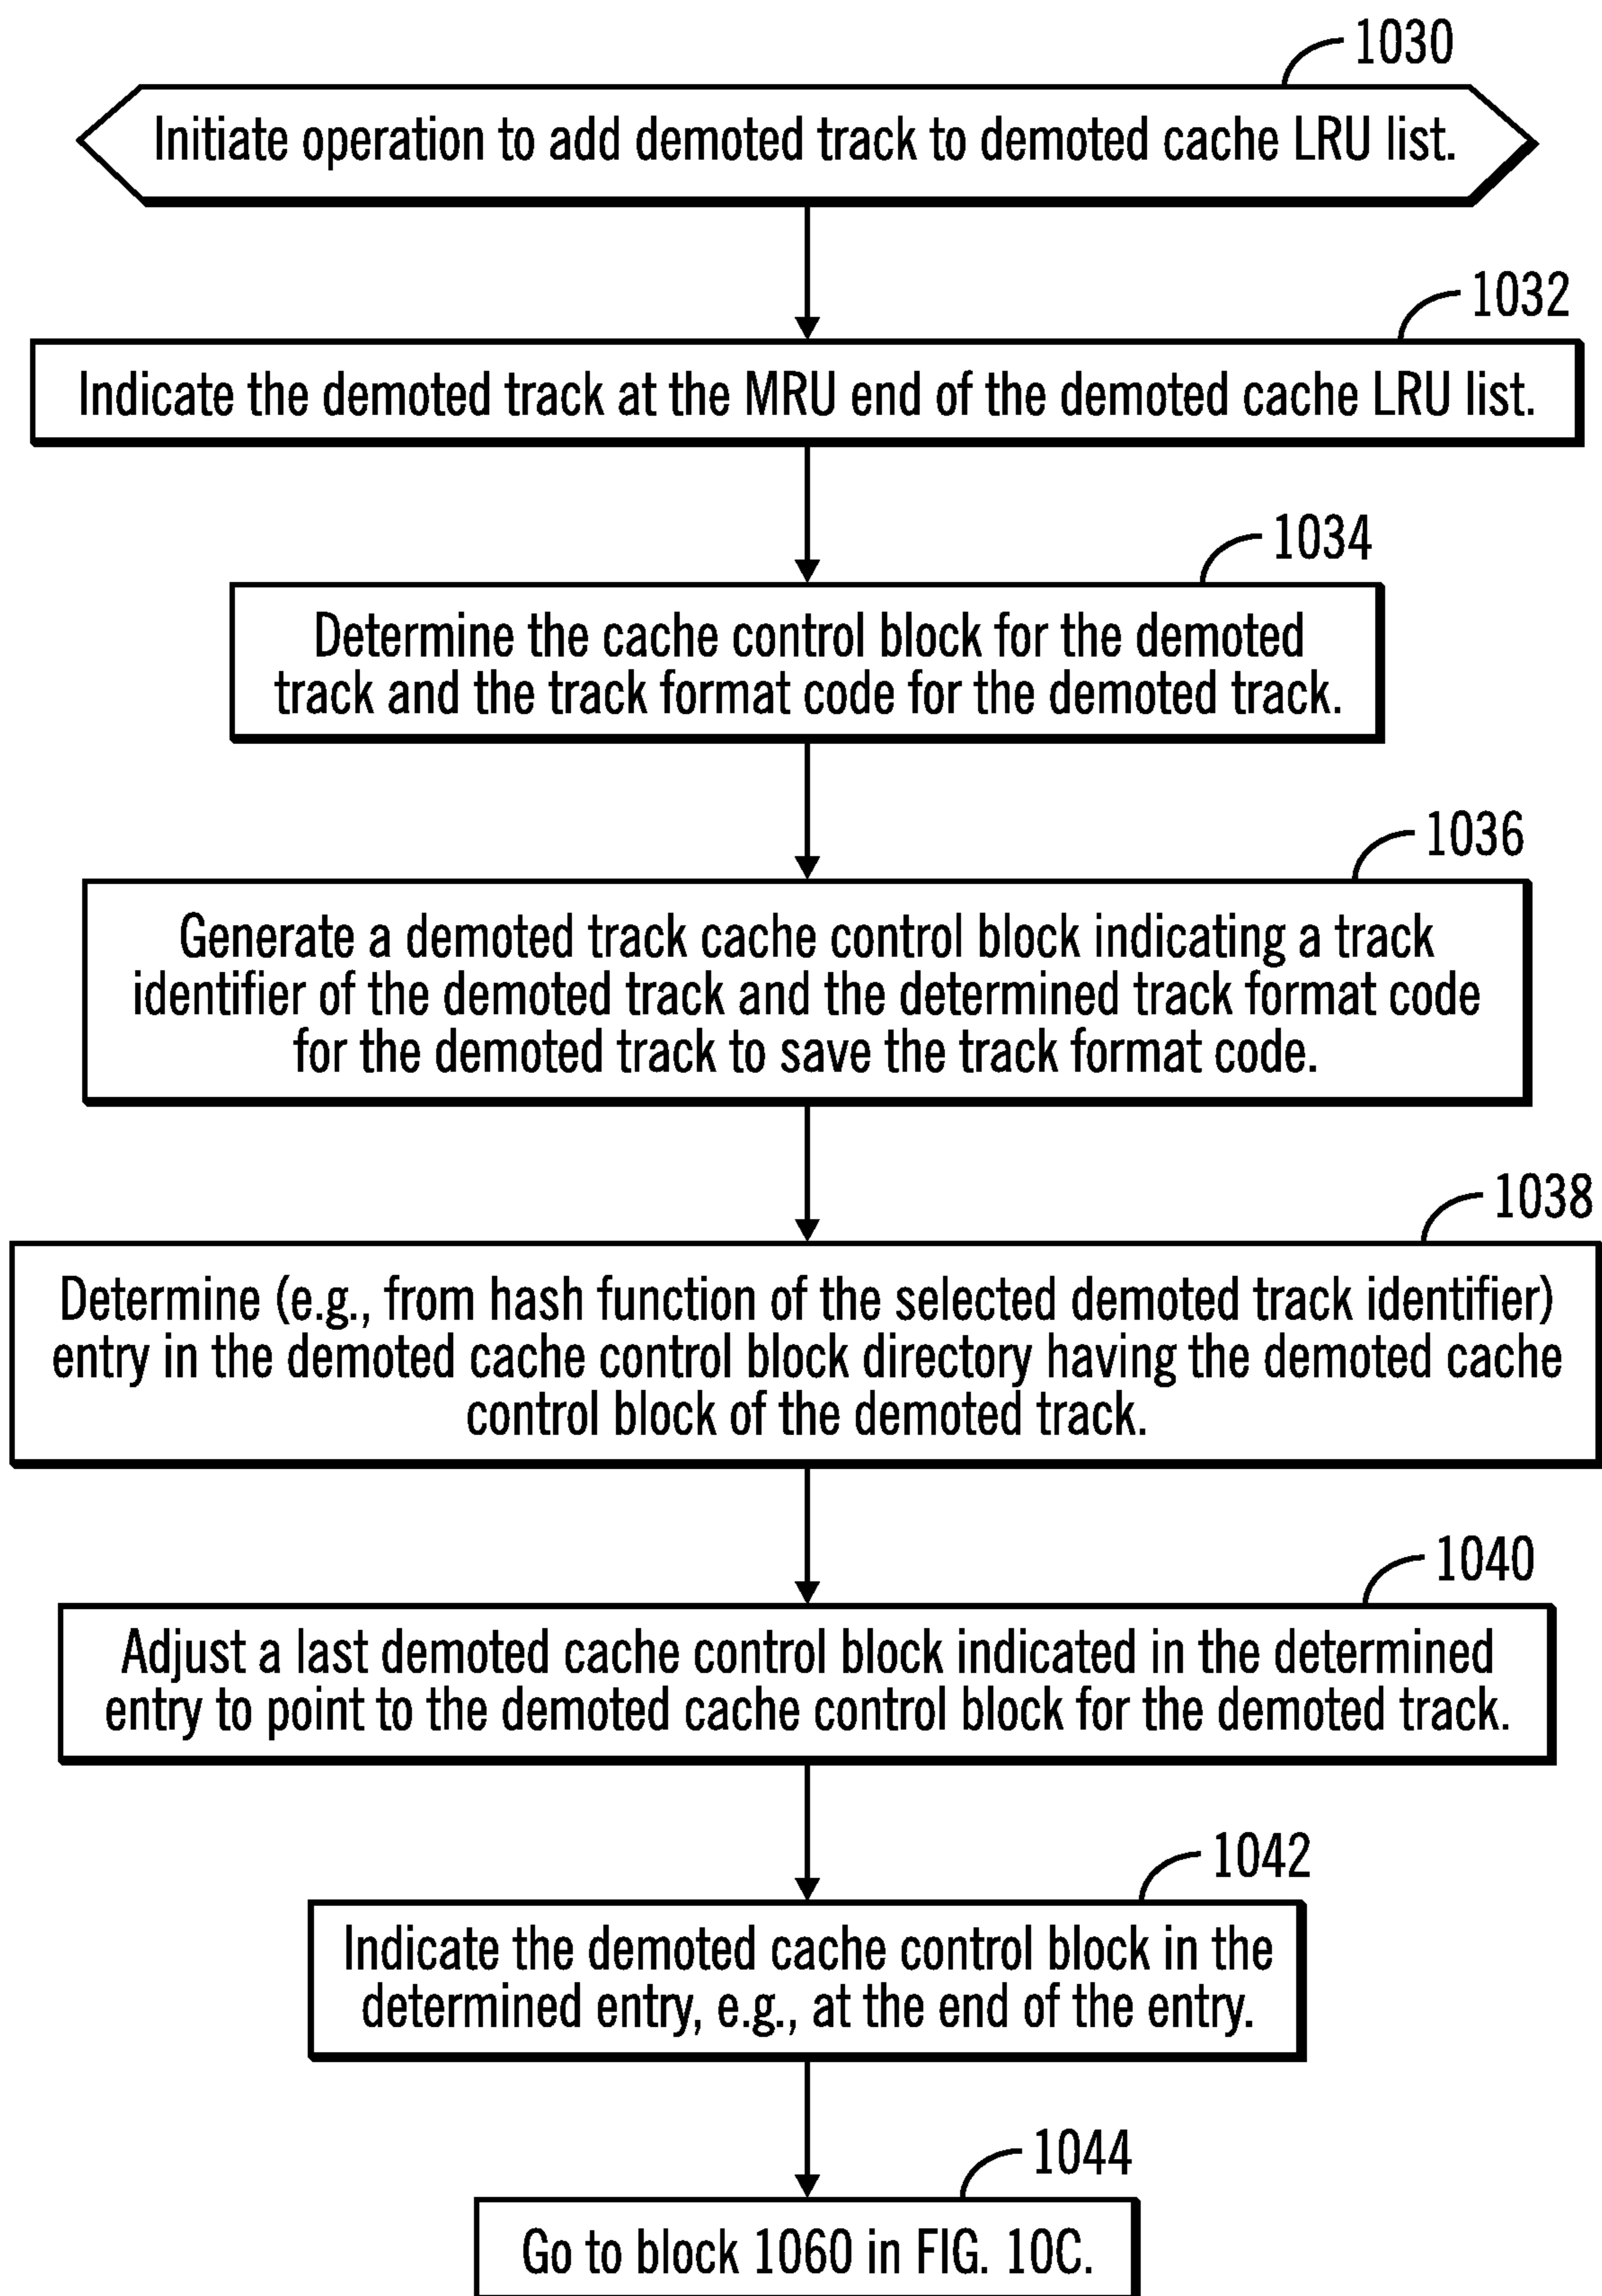 1030
Initiate operation to add demoted track to demoted cache LRU list.
1032
Indicate the demoted track at the MRU end of the demoted cache LRU list.
1034
Determine the cache control block for the demoted
track and the track format code for the demoted track.
1036
Generate a demoted track cache control block indicating a track
identifier of the demoted track and the determined track format code
for the demoted track to save the track format code.
1038
Determine (e.g., from hash function of the selected demoted track identifier)
entry in the demoted cache control block directory having the demoted cache
control block of the demoted track.
1040
Adjust a last demoted cache control block indicated in the determined
entry to point to the demoted cache control block for the demoted track.
1042
Indicate the demoted cache control block in the
determined entry, e.g., at the end of the entry.
1044
Go to block 1060 in FIG. 10C.